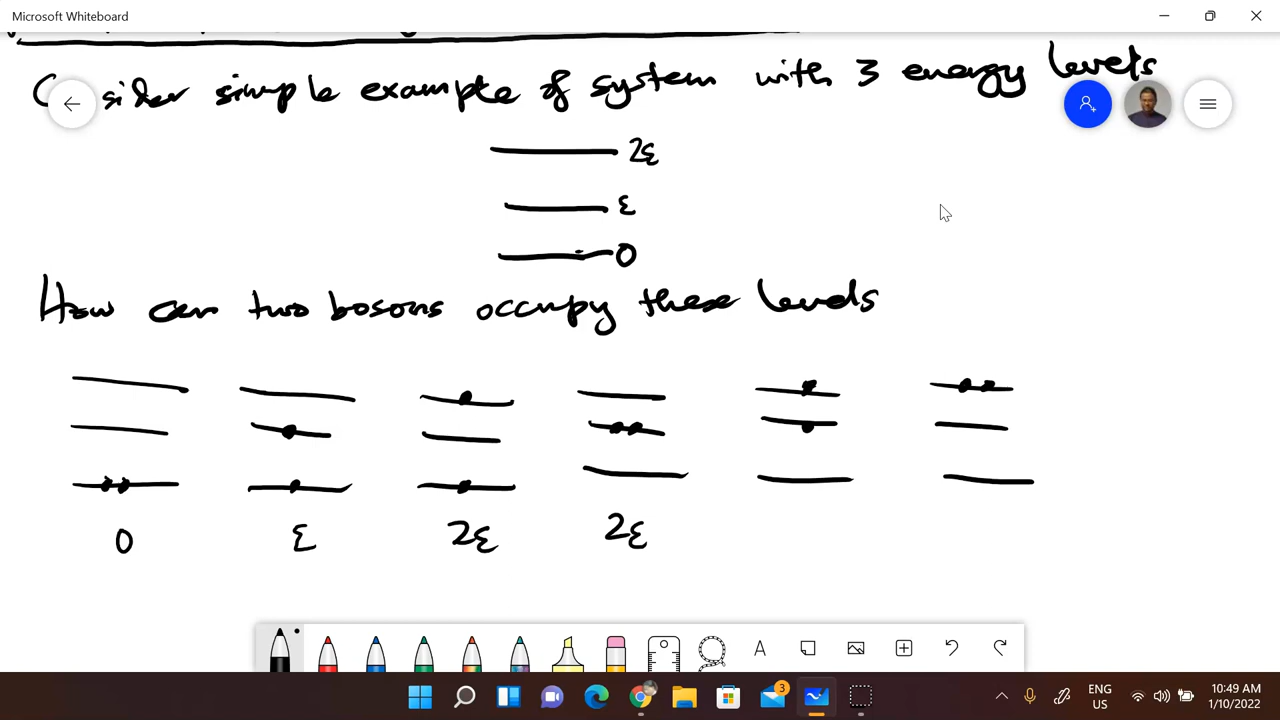 Microsoft Whiteboard
Consider simple example of system with 3 energy levels
2ε
ε
0
How can two bosons occupy these levels
0 ε 2ε 2ε
A
3
ENG
US
10:49 AM
1/10/2022